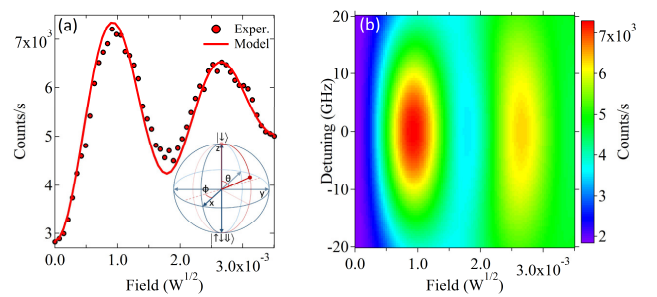 (a)
Exper.
Model
7x10³
6
5
4
3
Counts/s
|↓⟩
z
θ
ϕ
x
y
0.0
1.0
2.0
3.0x10⁻³
Field (W^1/2)
(b)
20
10
0
-10
-20
Detuning (GHz)
0.0
1.0
2.0
3.0x10⁻³
Field (W^1/2)
7x10³
6
5
4
3
2
Counts/s